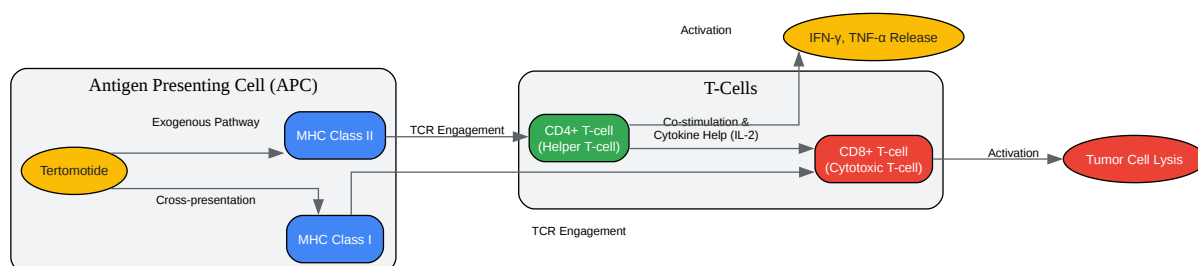 Activation
IFN-γ, TNF-α Release
Antigen Presenting Cell (APC)
T-Cells
Exogenous Pathway
MHC Class II
TCR Engagement
CD4+ T-cell
(Helper T-cell)
Co-stimulation &
Cytokine Help (IL-2)
CD8+ T-cell
(Cytotoxic T-cell)
Activation
Tumor Cell Lysis
Tertomotide
Cross-presentation
MHC Class I
TCR Engagement